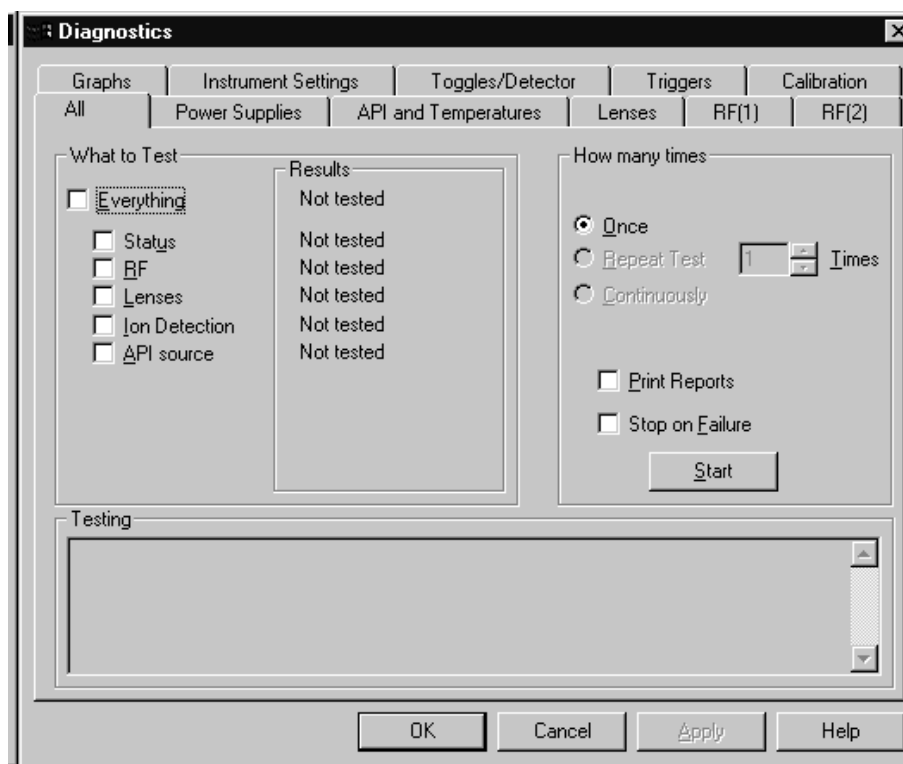 Diagnostics
Graphs Instrument Settings Toggles/Detector Triggers Calibration
All Power Supplies API and Temperatures Lenses RF(1) RF(2)
What to Test
Results
Everything Not tested
Status Not tested
RF Not tested
Lenses Not tested
Ion Detection Not tested
API source Not tested
How many times
Once
Repeat Test 1 Times
Continuously
Print Reports
Stop on Failure
Start
Testing
OK Cancel Apply Help